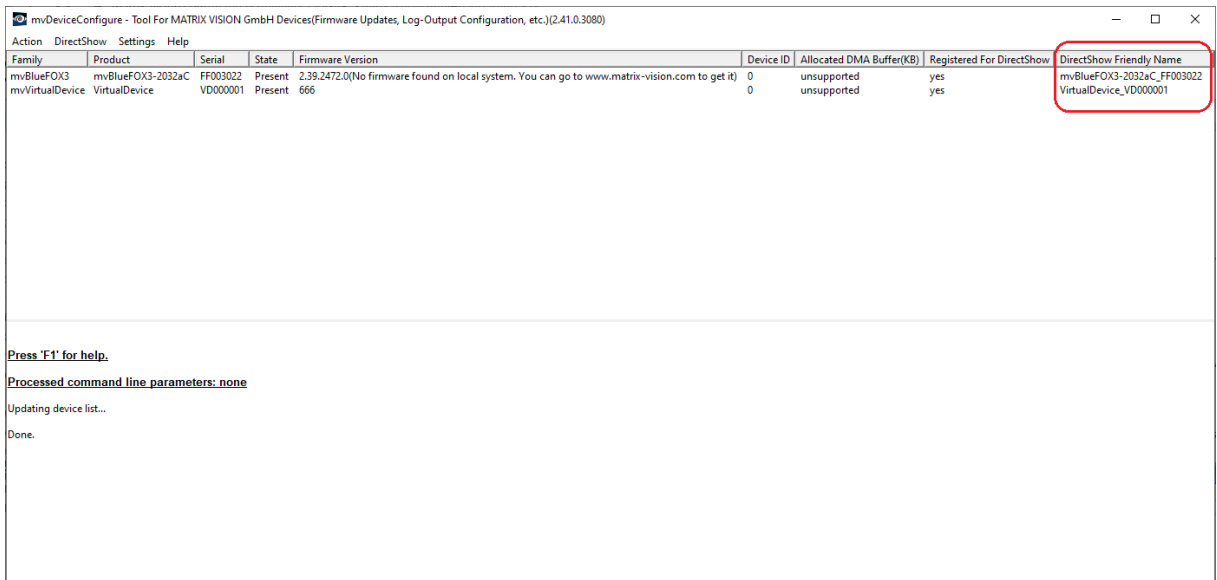 mvDeviceConfigure - Tool For MATRIX VISION GmbH Devices(Firmware Updates, Log-Output Configuration, etc.)(2.41.0.3080)
Action DirectShow Settings Help
Family Product Serial State Firmware Version Device ID Allocated DMA Buffer(KB) Registered For DirectShow DirectShow Friendly Name
mvBlueFOX3 mvBlueFOX3-2032aC FF003022 Present 2.39.2472.0(No firmware found on local system. You can go to www.matrix-vision.com to get it) 0 unsupported yes mvBlueFOX3-2032aC_FF003022
mvVirtualDevice VirtualDevice VD000001 Present 666 0 unsupported yes VirtualDevice_VD000001
Press 'F1' for help.
Processed command line parameters: none
Updating device list...
Done.